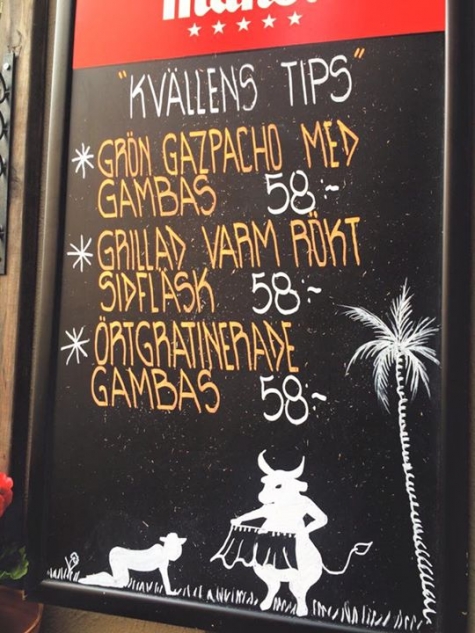 "KVÄLLENS TIPS"
* GRÖN GAZPACHO MED
GAMBAS 58:-
* GRILLAD VARM RÖKT
SIDFLÄSK 58:-
* ÖRTGRATINERADE
GAMBAS 58:-